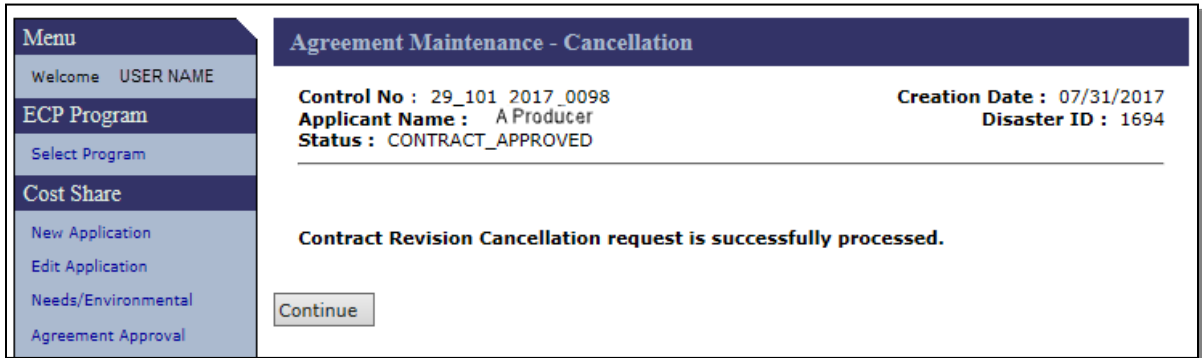 Menu
Welcome USER NAME
ECP Program
Select Program
Cost Share
New Application
Edit Application
Needs/Environmental
Agreement Approval
Agreement Maintenance - Cancellation
Control No : 29_101_2017_0098 Creation Date : 07/31/2017
Applicant Name : A Producer Disaster ID : 1694
Status : CONTRACT_APPROVED
Contract Revision Cancellation request is successfully processed.
Continue